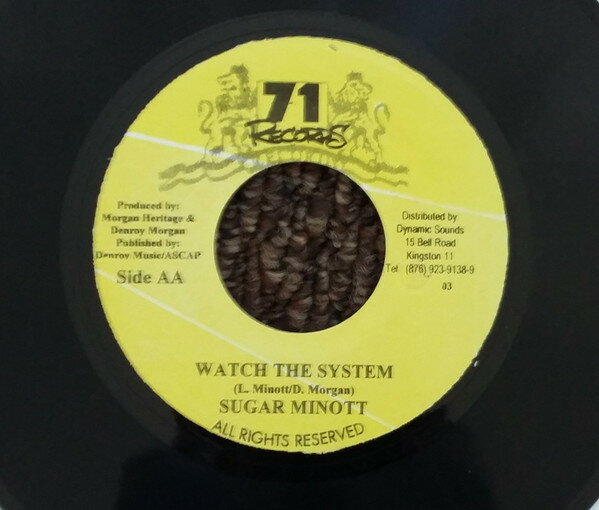 71
RECORDS
Produced by:
Morgan Heritage &
Denroy Morgan
Published by:
Denroy Music/ASCAP
Side AA
Distributed by
Dynamic Sounds
15 Bell Road
Kingston 11
Tel (876) 923-9138-9
03
WATCH THE SYSTEM
(L. Minott/D. Morgan)
SUGAR MINOTT
ALL RIGHTS RESERVED